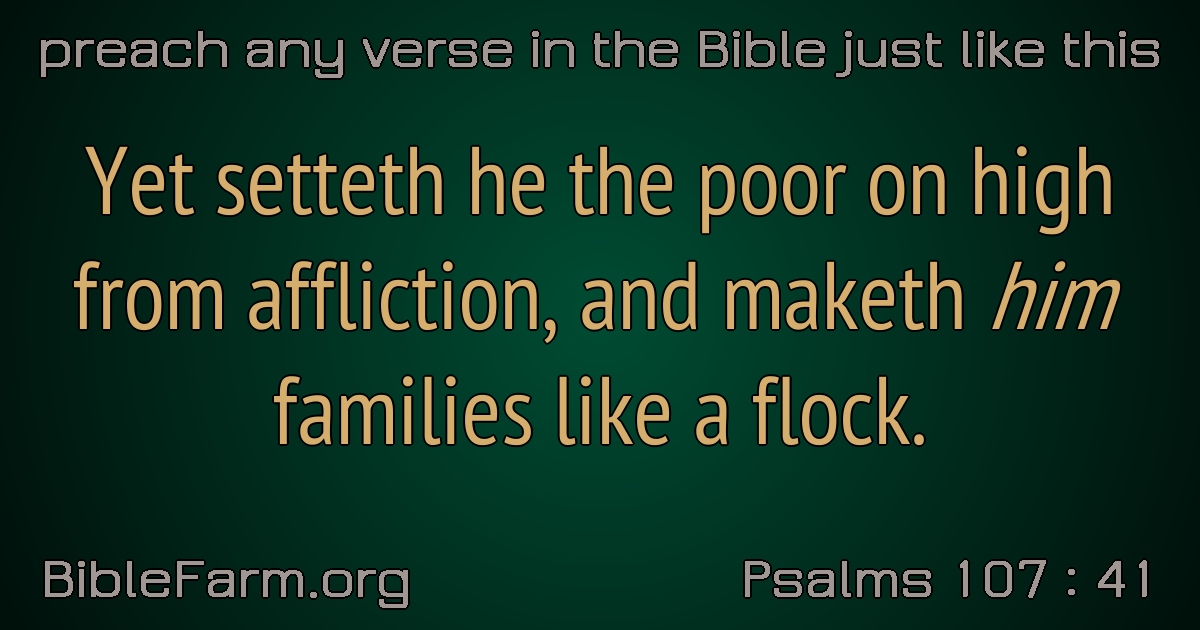 preach any verse in the Bible just like this
Yet setteth he the poor on high
from affliction, and maketh him
families like a flock.
BibleFarm.org
Psalms 107 : 41